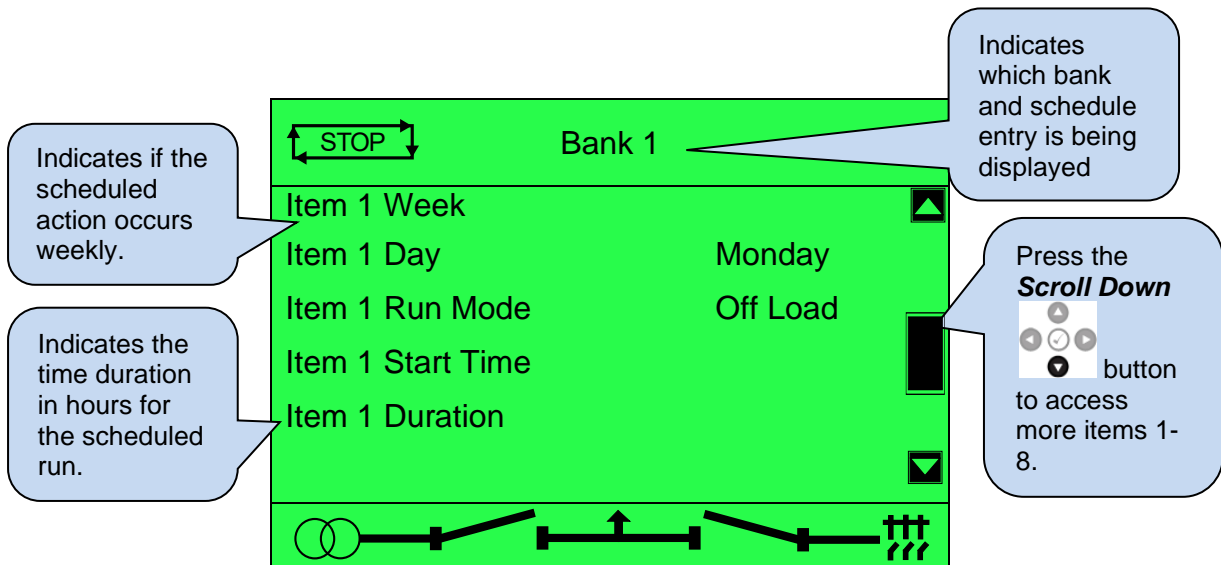 Indicates
which bank
and schedule
entry is being
displayed
STOP
Bank 1
Indicates if the
scheduled
action occurs
weekly.
Item 1 Week
Item 1 Day Monday
Item 1 Run Mode Off Load
Item 1 Start Time
Item 1 Duration
Press the
Scroll Down
button
to access
more items 1-
8.
Indicates the
time duration
in hours for
the scheduled
run.